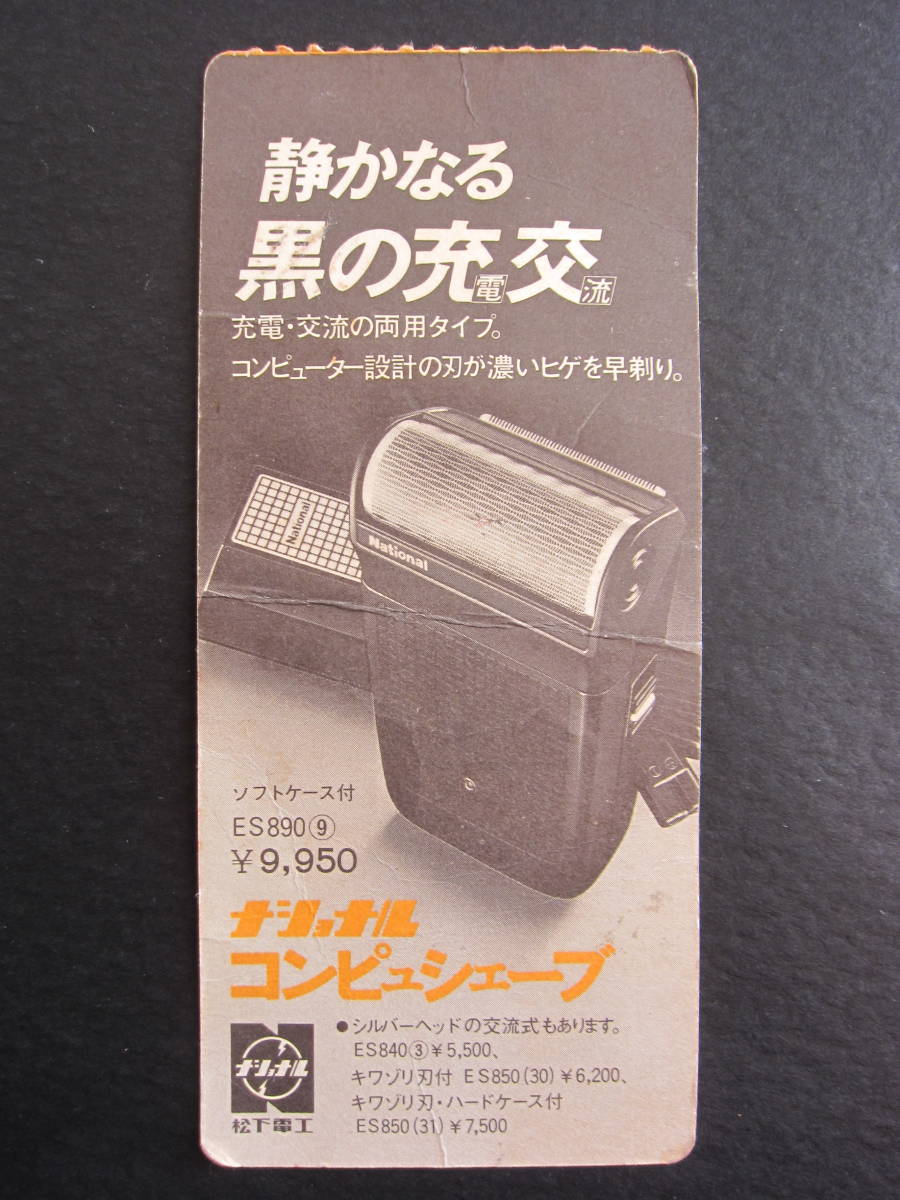 静かなる
黒の充電交流
充電・交流の両用タイプ。
コンピューター設計の刃が濃いヒゲを早剃り。
National
National
ソフトケース付
ES890⑨
¥9,950
ナショナル
コンピュシェーブ
●シルバーヘッドの交流式もあります。
ES840③¥5,500、
キワゾリ刃付 ES850(30)¥6,200、
キワゾリ刃・ハードケース付
ES850(31)¥7,500
ナショナル
松下電工